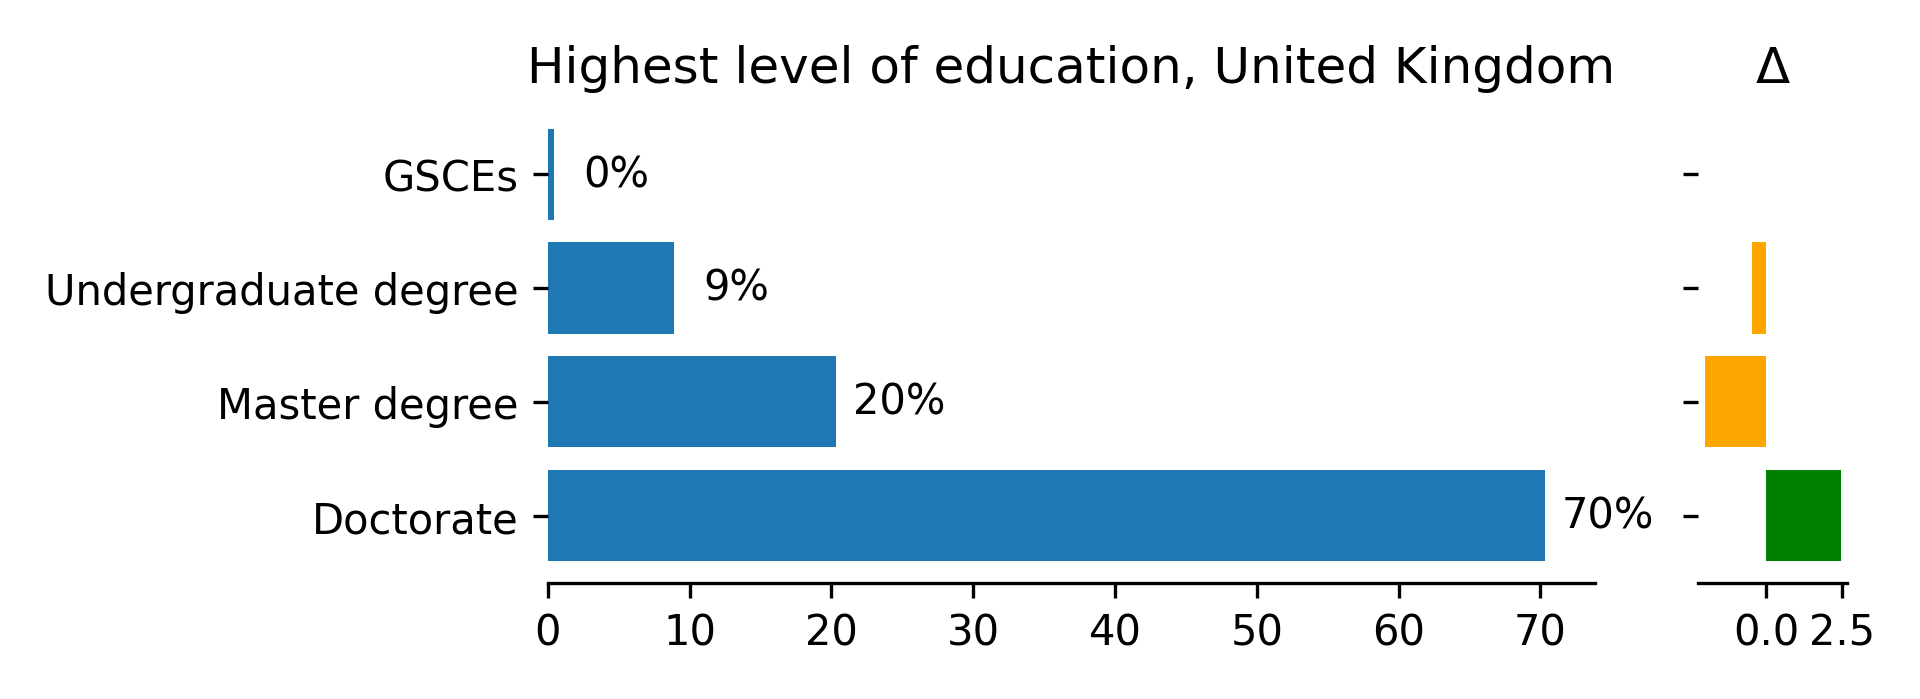 Highest level of education, United Kingdom Δ
GSCEs 0%
Undergraduate degree 9%
Master degree 20%
Doctorate 70%
0 10 20 30 40 50 60 70 0.0 2.5